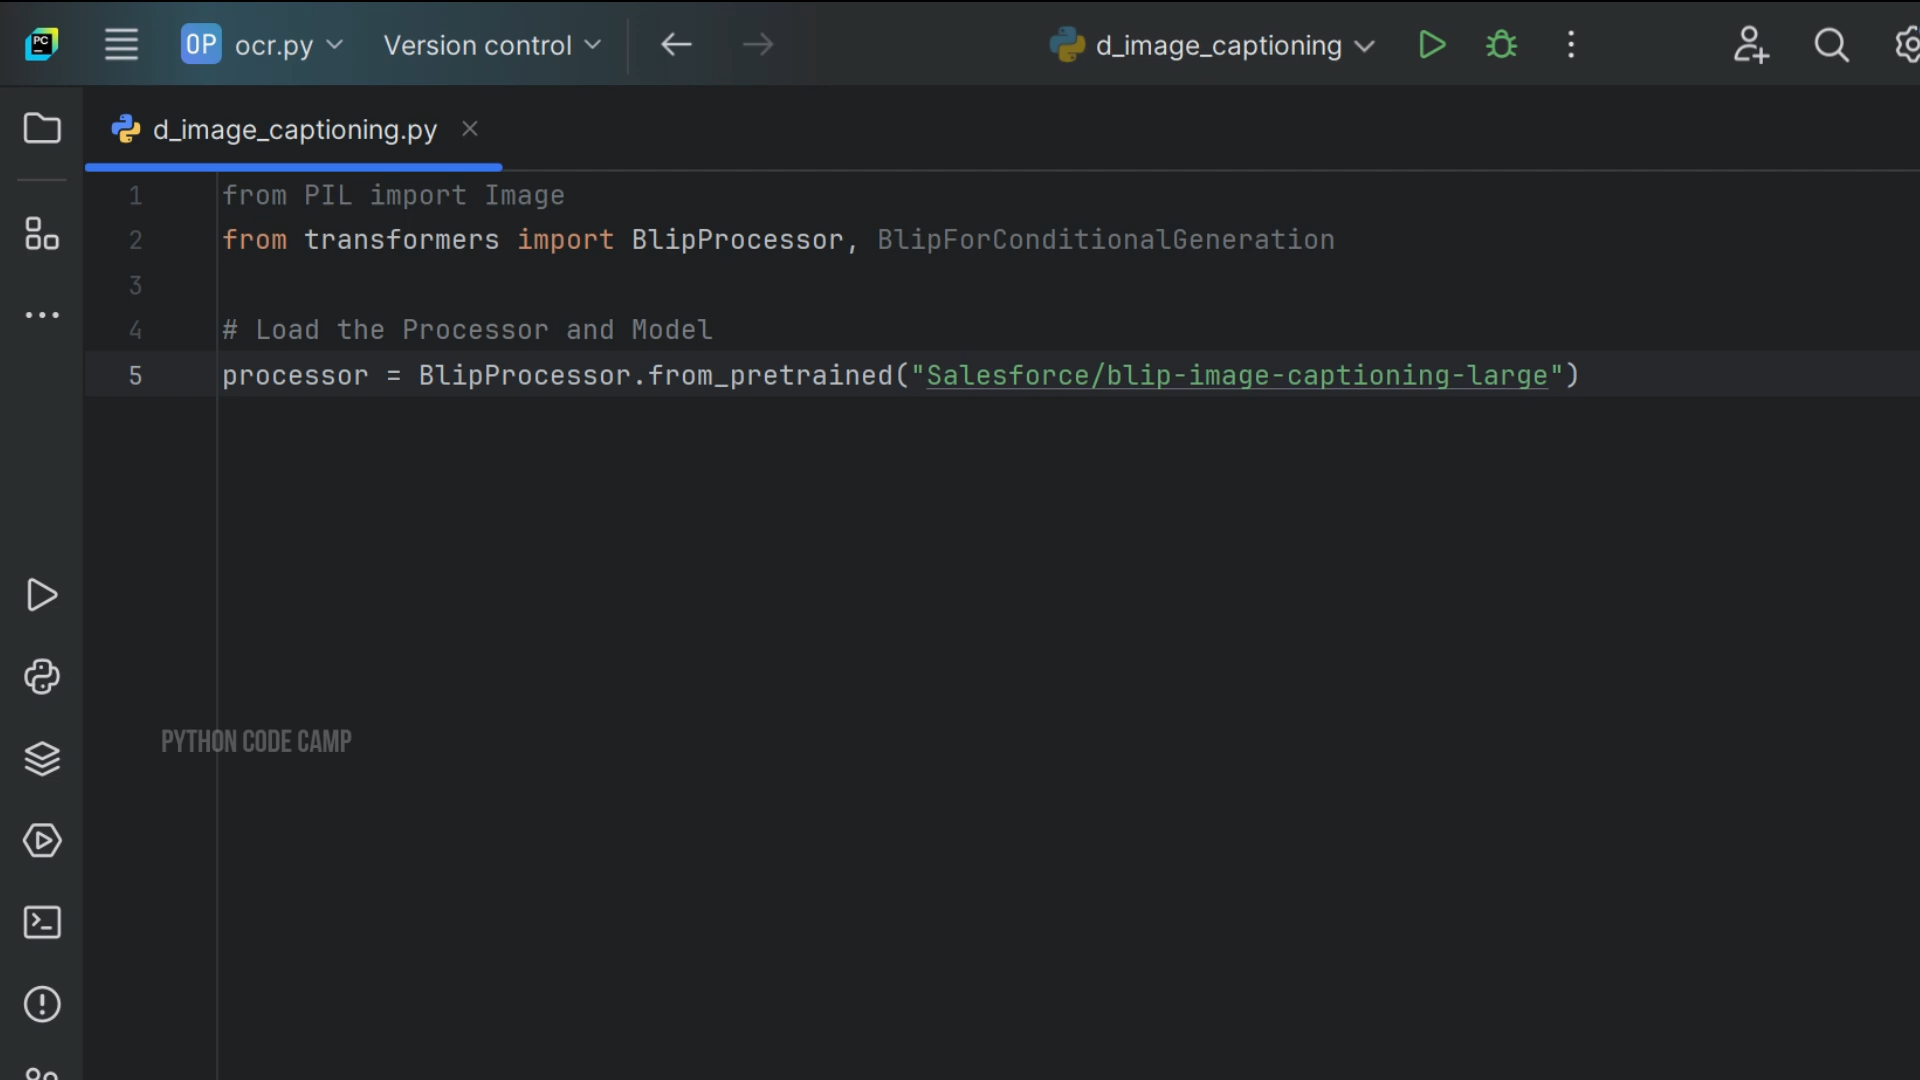 PC
OP ocr.py Version control d_image_captioning
d_image_captioning.py
1 from PIL import Image
2 from transformers import BlipProcessor, BlipForConditionalGeneration
3
4 # Load the Processor and Model
5 processor = BlipProcessor.from_pretrained("Salesforce/blip-image-captioning-large")
PYTHON CODE CAMP